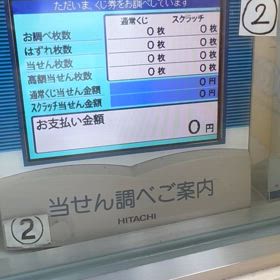 ただいま、くじ券をお調べしています
通常くじ スクラッチ
お調べ枚数 0枚 0枚
はずれ枚数 0枚 0枚
当せん枚数 0枚 0枚
高額当せん枚数 0枚 0枚
通常くじ当せん金額 0円
スクラッチ当せん金額 0円
お支払い金額 0円
②
当せん調べご案内
HITACHI
②